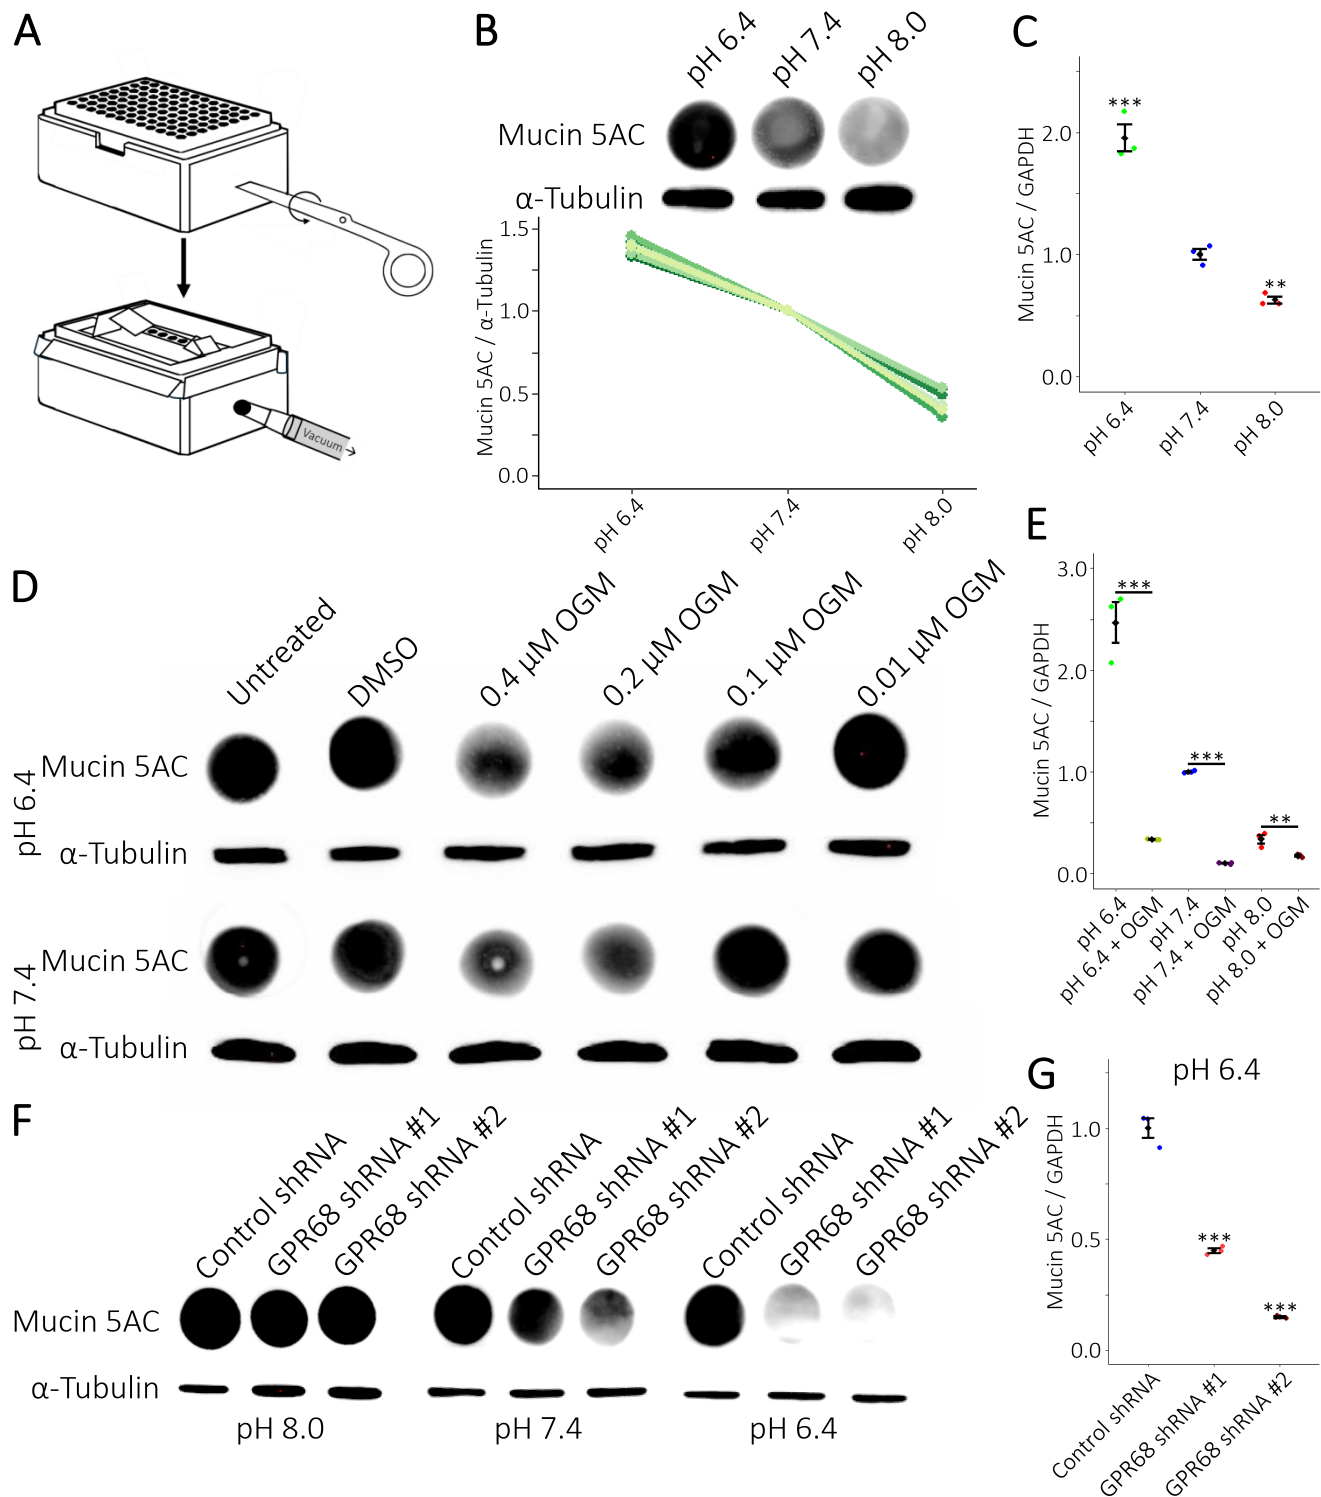 A
Vacuum
B
pH 6.4
pH 7.4
pH 8.0
Mucin 5AC
α-Tubulin
Mucin 5AC / α-Tubulin
1.5
1.0
0.5
0.0
pH 6.4
pH 7.4
pH 8.0
C
Mucin 5AC / GAPDH
2.0
1.0
0.0
***
**
pH 6.4
pH 7.4
pH 8.0
D
Untreated
DMSO
0.4 µM OGM
0.2 µM OGM
0.1 µM OGM
0.01 µM OGM
pH 6.4
Mucin 5AC
α-Tubulin
pH 7.4
Mucin 5AC
α-Tubulin
E
Mucin 5AC / GAPDH
3.0
2.0
1.0
0.0
***
***
**
pH 6.4
pH 6.4 + OGM
pH 7.4
pH 7.4 + OGM
pH 8.0
pH 8.0 + OGM
F
Control shRNA
GPR68 shRNA #1
GPR68 shRNA #2
Control shRNA
GPR68 shRNA #1
GPR68 shRNA #2
Control shRNA
GPR68 shRNA #1
GPR68 shRNA #2
Mucin 5AC
α-Tubulin
pH 8.0
pH 7.4
pH 6.4
G
pH 6.4
Mucin 5AC / GAPDH
1.0
0.5
0.0
***
***
Control shRNA
GPR68 shRNA #1
GPR68 shRNA #2